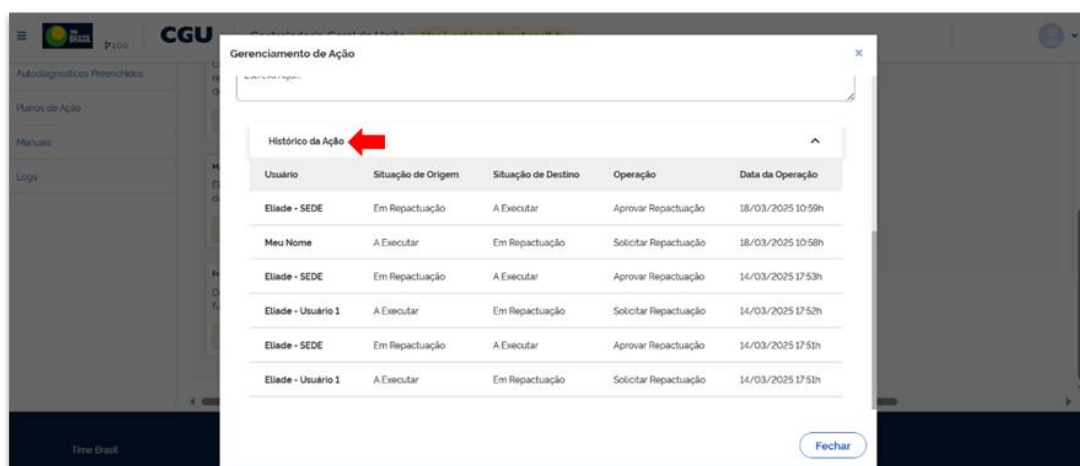 TIME
BRASIL
CGU
Gerenciamento de Ação
×
Autodiagnósticos Preenchidos
Planos de Ação
Manuais
Logs
Histórico da Ação
Usuário Situação de Origem Situação de Destino Operação Data da Operação
Eliade - SEDE Em Repactuação A Executar Aprovar Repactuação 18/03/2025 10:59h
Meu Nome A Executar Em Repactuação Solicitar Repactuação 18/03/2025 10:58h
Eliade - SEDE Em Repactuação A Executar Aprovar Repactuação 14/03/2025 17:53h
Eliade - Usuário 1 A Executar Em Repactuação Solicitar Repactuação 14/03/2025 17:52h
Eliade - SEDE Em Repactuação A Executar Aprovar Repactuação 14/03/2025 17:51h
Eliade - Usuário 1 A Executar Em Repactuação Solicitar Repactuação 14/03/2025 17:51h
Fechar
Time Brasil